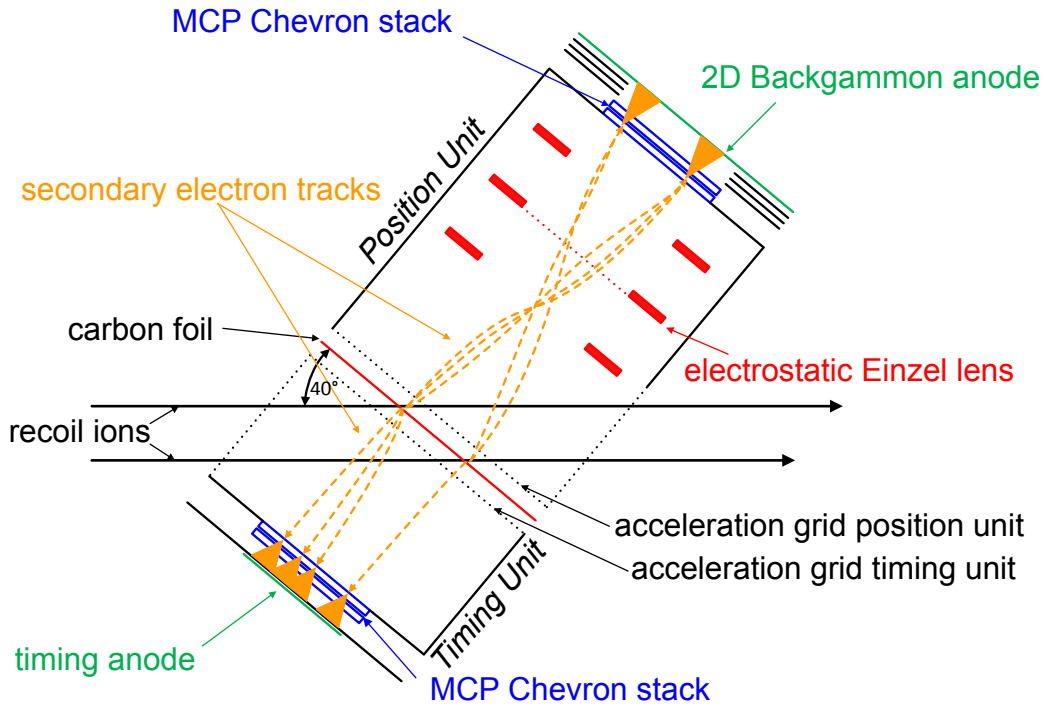 MCP Chevron stack
2D Backgammon anode
Position Unit
secondary electron tracks
carbon foil
electrostatic Einzel lens
40°
recoil ions
acceleration grid position unit
acceleration grid timing unit
Timing Unit
timing anode
MCP Chevron stack